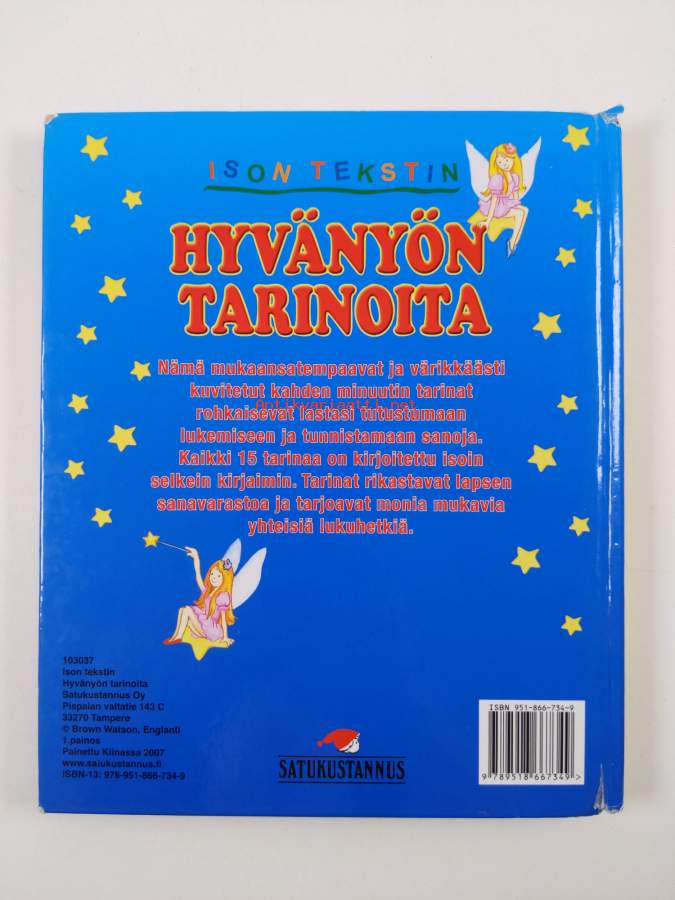 ISON TEKSTIN
HYVÄNYÖN
TARINOITA
Nämä mukaansatempaavat ja värikkäästi
kuvitetut kahden minuutin tarinat
antikvariaatti.net
rohkaisevat lastasi tutustumaan
lukemiseen ja tunnistamaan sanoja.
Kaikki 15 tarinaa on kirjoitettu isoin
selkein kirjaimin. Tarinat rikastavat lapsen
sanavarastoa ja tarjoavat monia mukavia
yhteisiä lukuhetkiä.
103037
Ison tekstin
Hyvänyön tarinoita
Satukustannus Oy
Pispalan valtatie 143 C
33270 Tampere
© Brown Watson, Englanti
1.painos
Painettu Kiinassa 2007
www.satukustannus.fi
ISBN-13: 978-951-866-734-9
SATUKUSTANNUS
ISBN 951-866-734-9
9 789518 667349 >